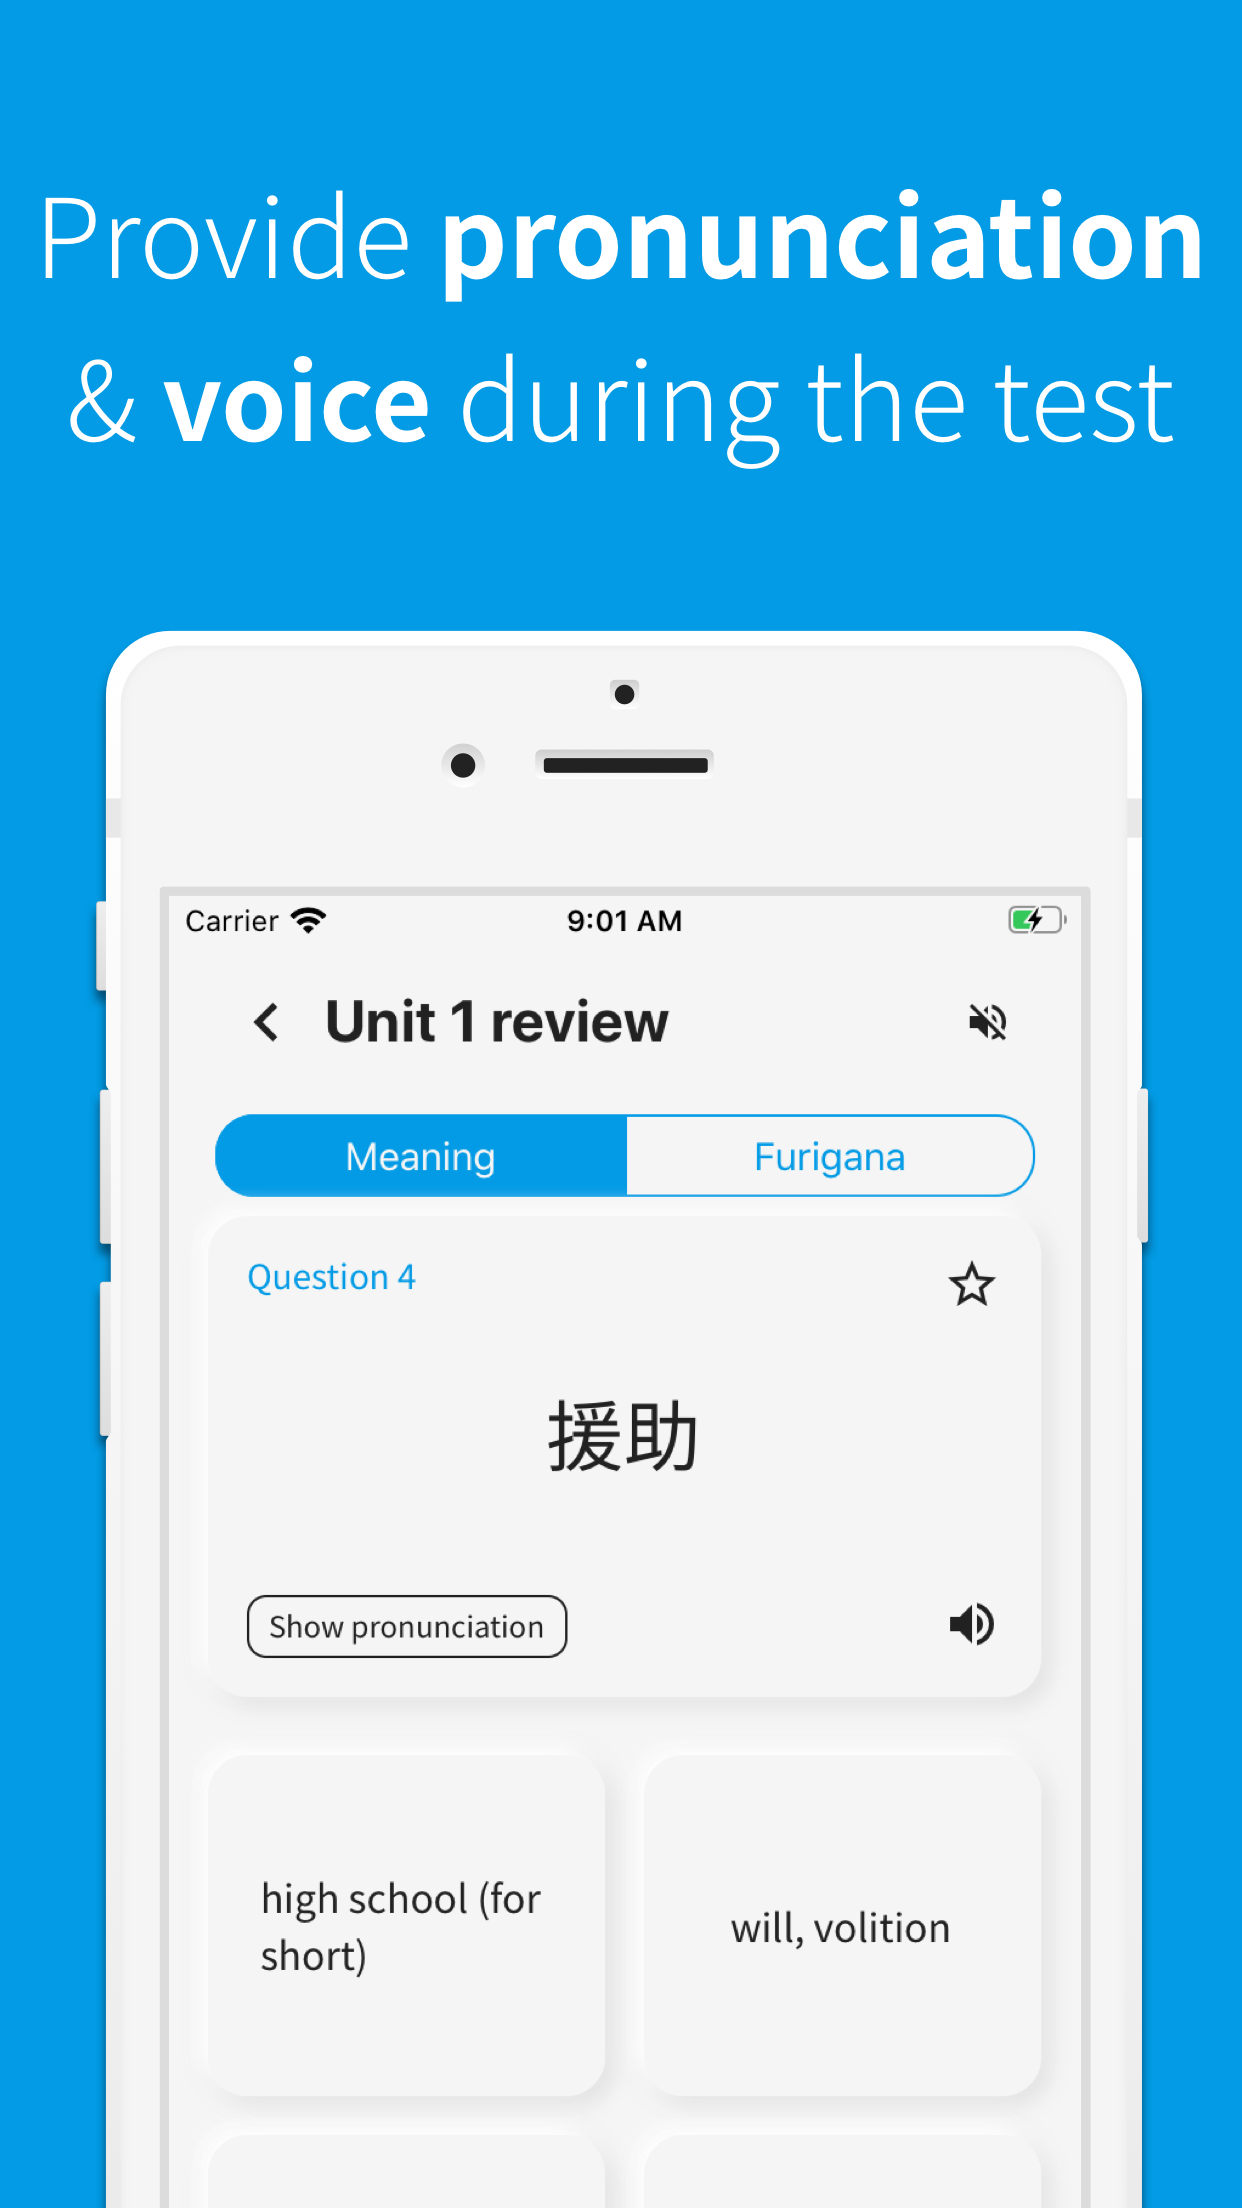 Provide pronunciation
& voice during the test
Carrier
9:01 AM
Unit 1 review
Meaning
Furigana
Question 4
援助
Show pronunciation
high school (for
short)
will, volition